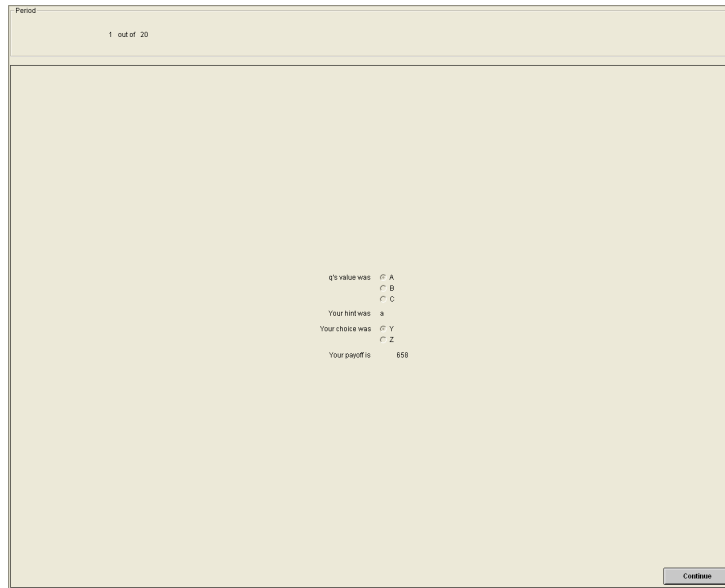 Period
1 out of 20
q's value was A
B
C
Your hint was a
Your choice was Y
Z
Your payoff is 658
Continue